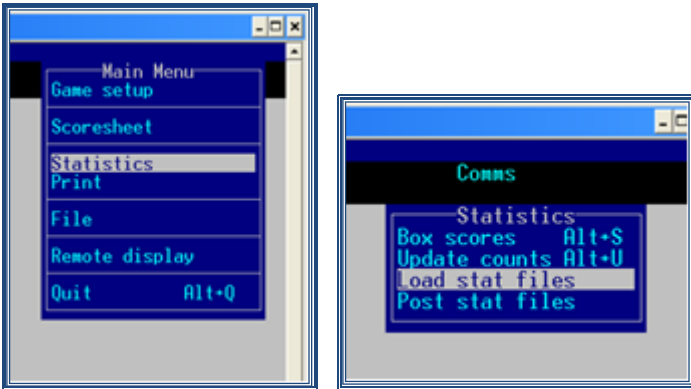 Main Menu
Game setup
Scoresheet
Statistics
Print
File
Remote display
Quit Alt+Q
Comms
Statistics
Box scores Alt+S
Update counts Alt+U
Load stat files
Post stat files